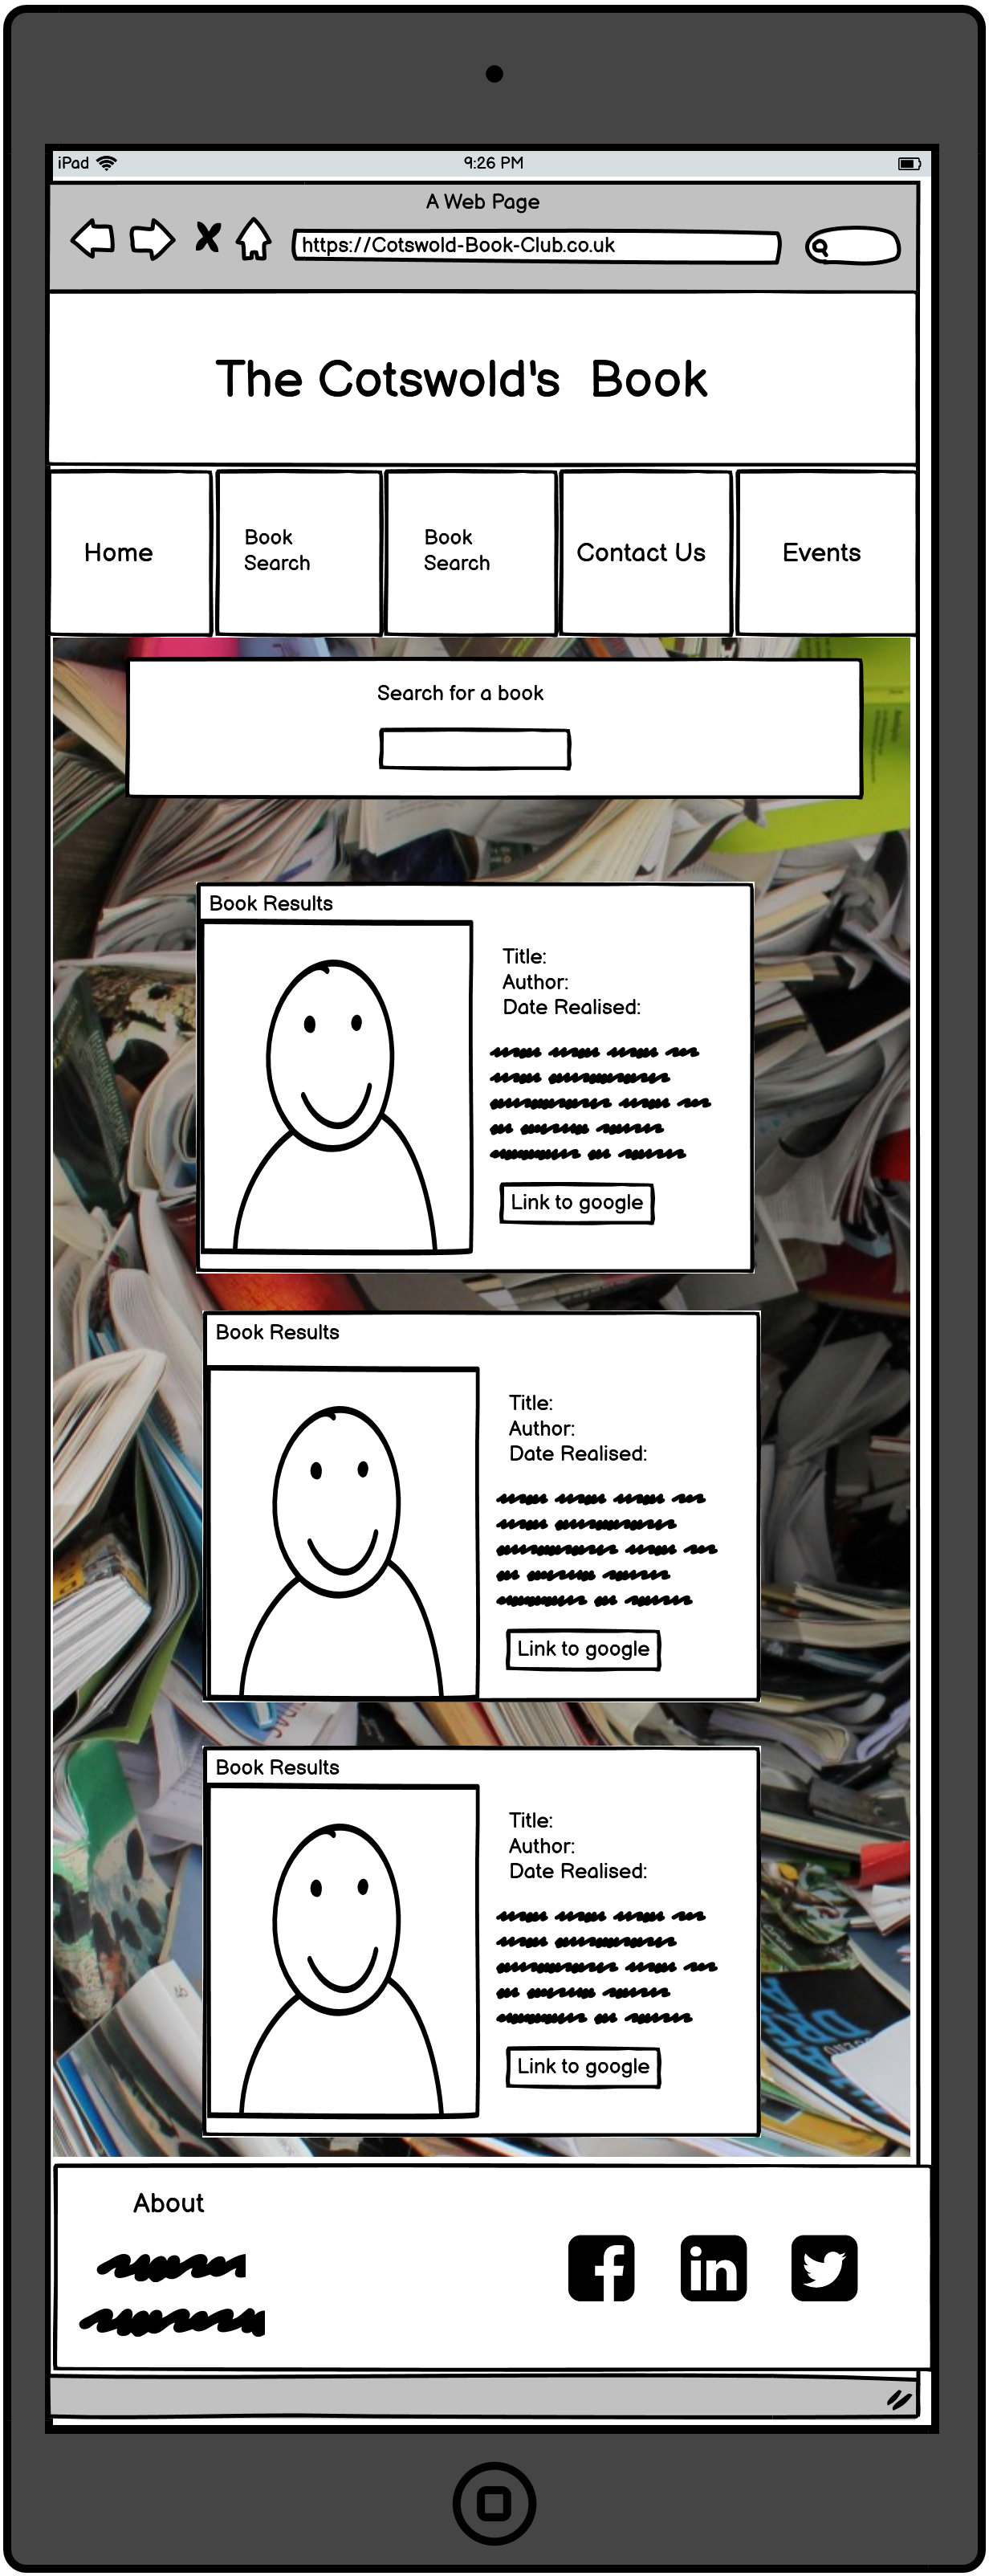 iPad
9:26 PM
A Web Page
https://Cotswold-Book-Club.co.uk
The Cotswold's  Book
Home
Book
Search
Book
Search
Contact Us
Events
Search for a book
Book Results
Title:
Author:
Date Realised:
Link to google
Book Results
Title:
Author:
Date Realised:
Link to google
Book Results
Title:
Author:
Date Realised:
Link to google
About
f
in